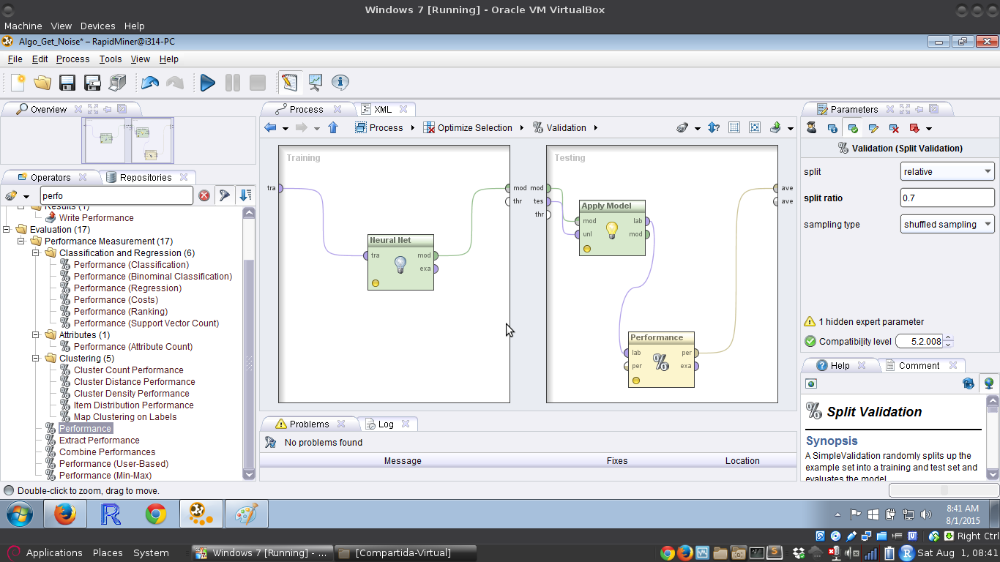 Windows 7 [Running] - Oracle VM VirtualBox
Machine View Devices Help
Algo_Get_Noise* – RapidMiner@i314-PC
File Edit Process Tools View Help
Overview
Operators Repositories
perfo
Results (1)
Write Performance
Evaluation (17)
Performance Measurement (17)
Classification and Regression (6)
Performance (Classification)
Performance (Binominal Classification)
Performance (Regression)
Performance (Costs)
Performance (Ranking)
Performance (Support Vector Count)
Attributes (1)
Performance (Attribute Count)
Clustering (5)
Cluster Count Performance
Cluster Distance Performance
Cluster Density Performance
Item Distribution Performance
Map Clustering on Labels
Performance
Extract Performance
Combine Performances
Performance (User-Based)
Performance (Min-Max)
Process XML
Process Optimize Selection Validation
Training
tra
Neural Net
tra mod
exa
mod
thr
Testing
mod
tes
thr
Apply Model
mod lab
unl mod
Performance
lab per
per exa
ave
ave
Problems Log
No problems found
Message Fixes Location
Parameters
Validation (Split Validation)
split relative
split ratio 0.7
sampling type shuffled sampling
1 hidden expert parameter
Compatibility level 5.2.008
Help Comment
Split Validation
Synopsis
A SimpleValidation randomly splits up the
example set into a training and test set and
evaluates the model.
Double-click to zoom, drag to move.
8:41 AM
8/1/2015
Right Ctrl
Applications Places System Windows 7 [Running] - ... [Compartida-Virtual] Sat Aug 1, 08:41